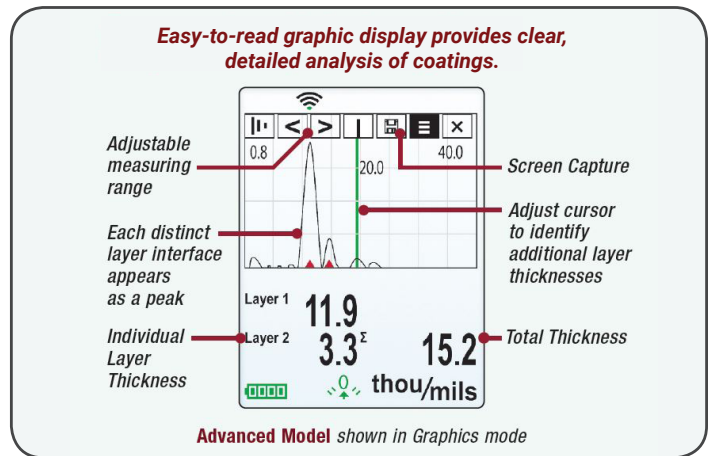 Easy-to-read graphic display provides clear,
detailed analysis of coatings.
Adjustable
measuring
range
Each distinct
layer interface
appears
as a peak
Individual
Layer
Thickness
< >
×
0.8
20.0
40.0
Layer 1
11.9
Layer 2
3.3Σ
15.2
thou/mils
Screen Capture
Adjust cursor
to identify
additional layer
thicknesses
Total Thickness
Advanced Model shown in Graphics mode